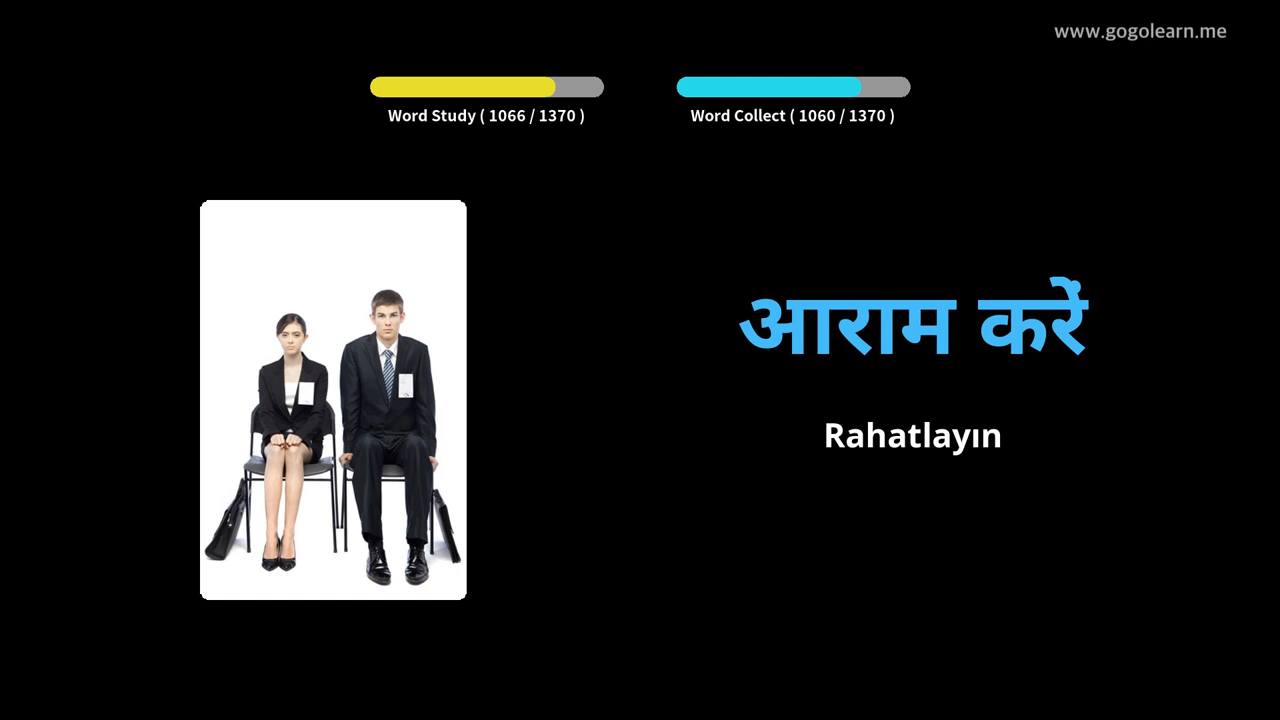 www.gogolearn.me
Word Study ( 1066 / 1370 )
Word Collect ( 1060 / 1370 )
आराम करें
Rahatlayın